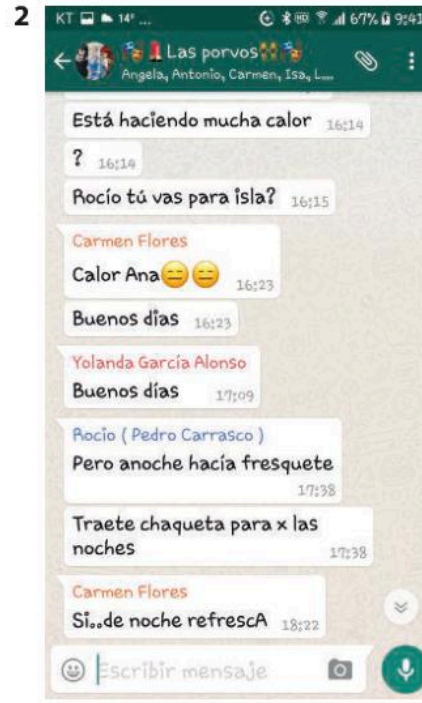 2
KT 14° ... HD 67% 9:41
Las porvos
Angela, Antonio, Carmen, Isa, L...
Está haciendo mucha calor 16:14
? 16:14
Rocío tú vas para isla? 16:15
Carmen Flores
Calor Ana😑😑 16:23
Buenos dias 16:23
Yolanda García Alonso
Buenos días 17:09
Rocio ( Pedro Carrasco )
Pero anoche hacía fresquete
17:38
Traete chaqueta para x las
noches 17:38
Carmen Flores
Si..de noche refrescA 18:22
Escribir mensaje